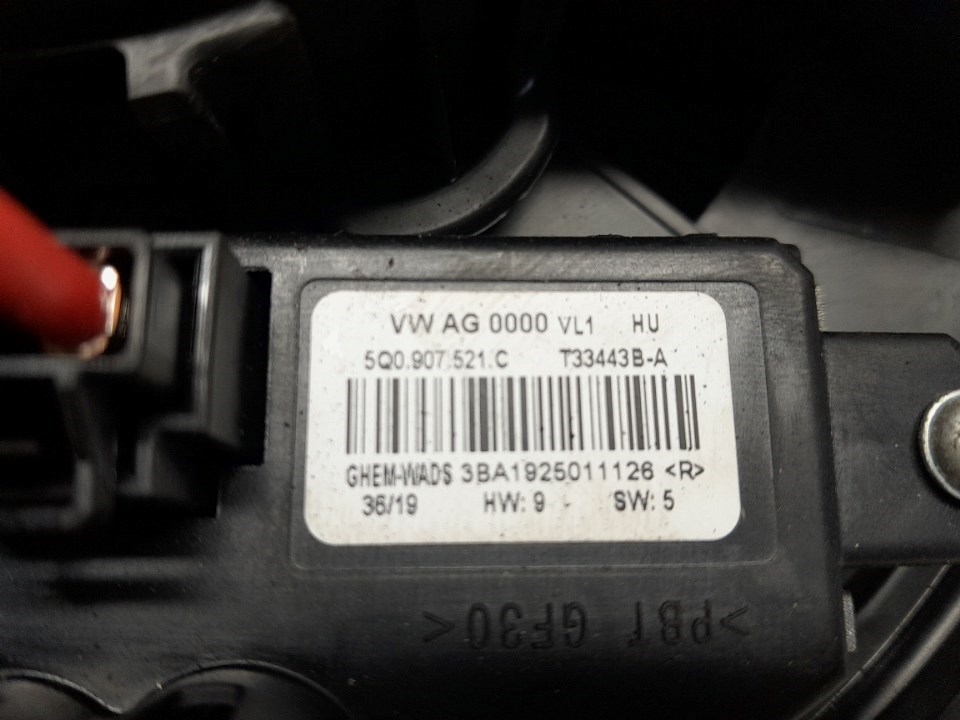 VW AG 0000 VL1 HU
5Q0.907.521.C T33443B-A
GHEM-WADS 3BA1925011126 <R>
36/19 HW: 9 SW: 5
>PBT GF30<